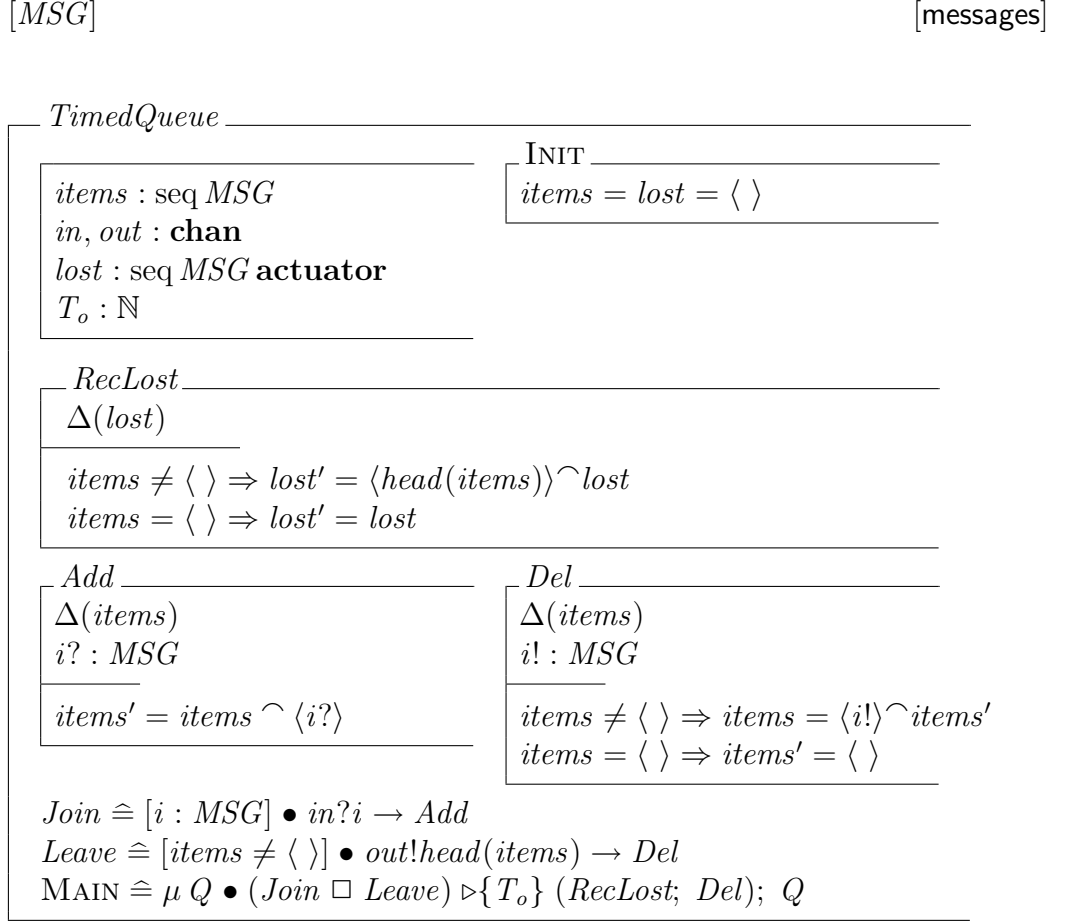 [MSG] [messages]
TimedQueue
items : seq MSG
in, out : chan
lost : seq MSG actuator
Tₒ : ℕ
INIT
items = lost = ⟨ ⟩
RecLost
Δ(lost)
items ≠ ⟨ ⟩ ⇒ lost′ = ⟨head(items)⟩⌢lost
items = ⟨ ⟩ ⇒ lost′ = lost
Add
Δ(items)
i? : MSG
items′ = items ⌢ ⟨i?⟩
Del
Δ(items)
i! : MSG
items ≠ ⟨ ⟩ ⇒ items = ⟨i!⟩⌢items′
items = ⟨ ⟩ ⇒ items′ = ⟨ ⟩
Join ≙ [i : MSG] • in?i → Add
Leave ≙ [items ≠ ⟨ ⟩] • out!head(items) → Del
MAIN ≙ μ Q • (Join □ Leave) ▷{Tₒ} (RecLost; Del); Q